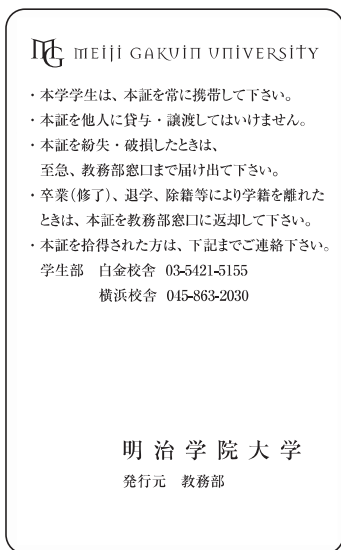 MG MEIJI GAKUIN UNIVERSITY
・本学学生は、本証を常に携帯して下さい。
・本証を他人に貸与・譲渡してはいけません。
・本証を紛失・破損したときは、
至急、教務部窓口まで届け出て下さい。
・卒業(修了)、退学、除籍等により学籍を離れた
ときは、本証を教務部窓口に返却して下さい。
・本証を拾得された方は、下記までご連絡下さい。
学生部 白金校舎 03-5421-5155
横浜校舎 045-863-2030
明治学院大学
発行元 教務部